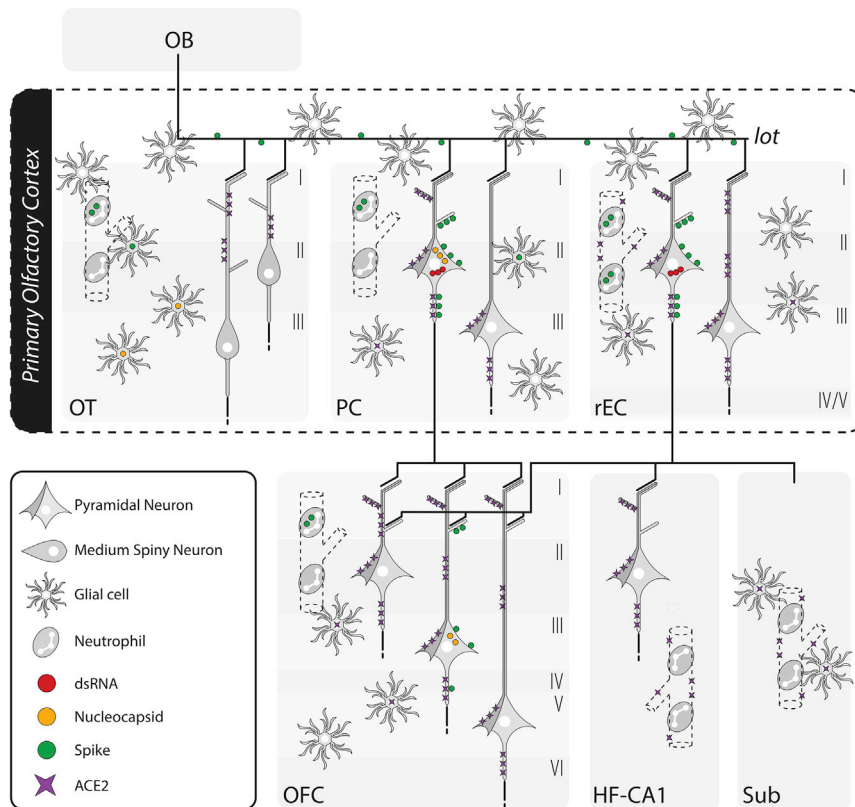 OB
lot
Primary Olfactory Cortex
I
II
III
OT
I
II
III
PC
I
II
III
IV/V
rEC
I
II
III
IV
V
VI
OFC
HF-CA1
Sub
Pyramidal Neuron
Medium Spiny Neuron
Glial cell
Neutrophil
dsRNA
Nucleocapsid
Spike
ACE2